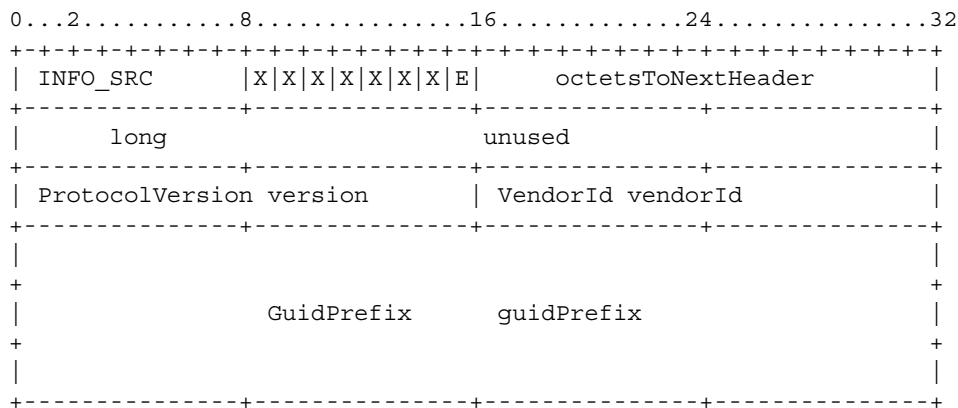 0...2...........8...............16.............24...............32
+-+-+-+-+-+-+-+-+-+-+-+-+-+-+-+-+-+-+-+-+-+-+-+-+-+-+-+-+-+-+-+-+
| INFO_SRC      |X|X|X|X|X|X|X|E|     octetsToNextHeader        |
+---------------+---------------+---------------+---------------+
|      long                      unused                         |
+---------------+---------------+---------------+---------------+
| ProtocolVersion version       | VendorId vendorId             |
+---------------+---------------+---------------+---------------+
|                                                               |
+                                                               +
|                 GuidPrefix      guidPrefix                    |
+                                                               +
|                                                               |
+---------------+---------------+---------------+---------------+